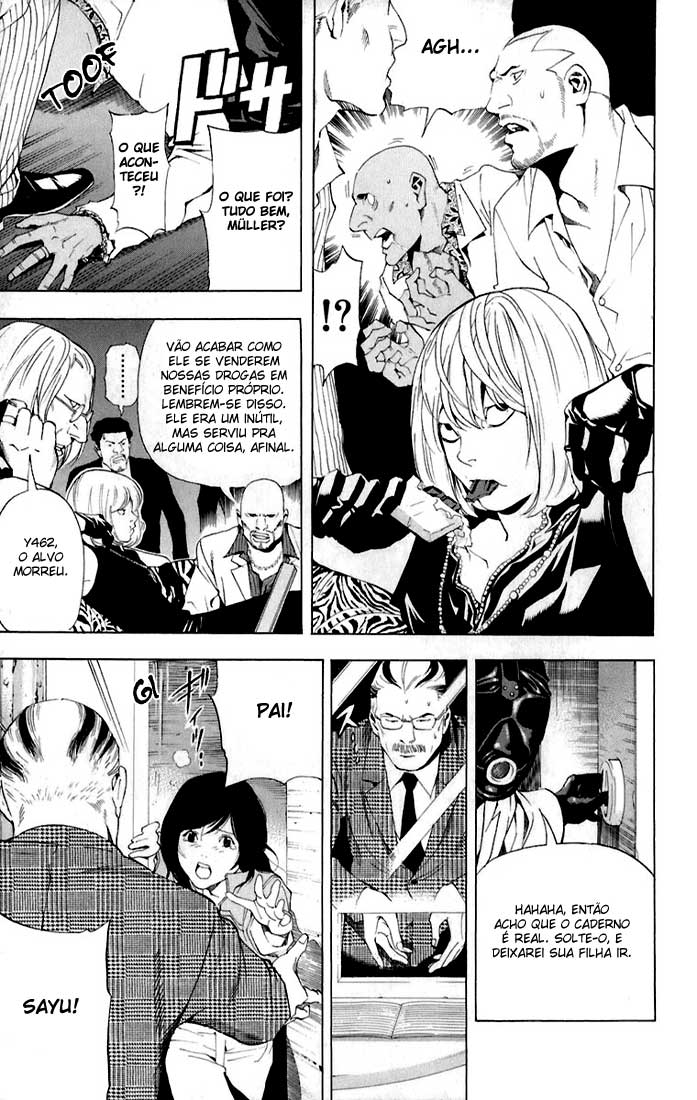 AGH...
!?
O QUE FOI?
TUDO BEM,
MÜLLER?
O QUE
ACON-
TECEU
?!
ドサ
TOOF
VÃO ACABAR COMO
ELE SE VENDEREM
NOSSAS DROGAS EM
BENEFÍCIO PRÓPRIO.
LEMBREM-SE DISSO.
ELE ERA UM INÚTIL,
MAS SERVIU PRA
ALGUMA COISA, AFINAL.
........
Y462,
O ALVO
MORREU.
HAHAHA, ENTÃO
ACHO QUE O CADERNO
É REAL. SOLTE-O, E
DEIXAREI SUA FILHA IR.
PAI!
ギギ...
GI
SAYU!